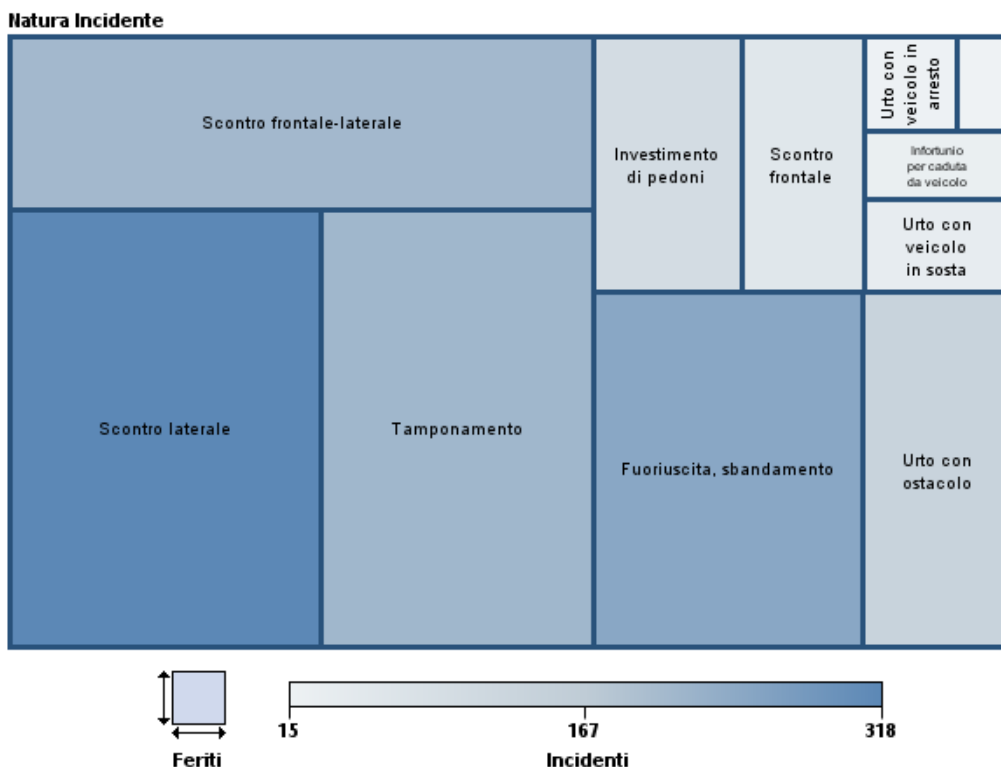 Natura Incidente
Scontro frontale-laterale
Investimento
di pedoni
Scontro
frontale
Urto con
veicolo in
arresto
Infortunio
per caduta
da veicolo
Urto con
veicolo
in sosta
Scontro laterale
Tamponamento
Fuoriuscita, sbandamento
Urto con
ostacolo
15
167
318
Feriti
Incidenti